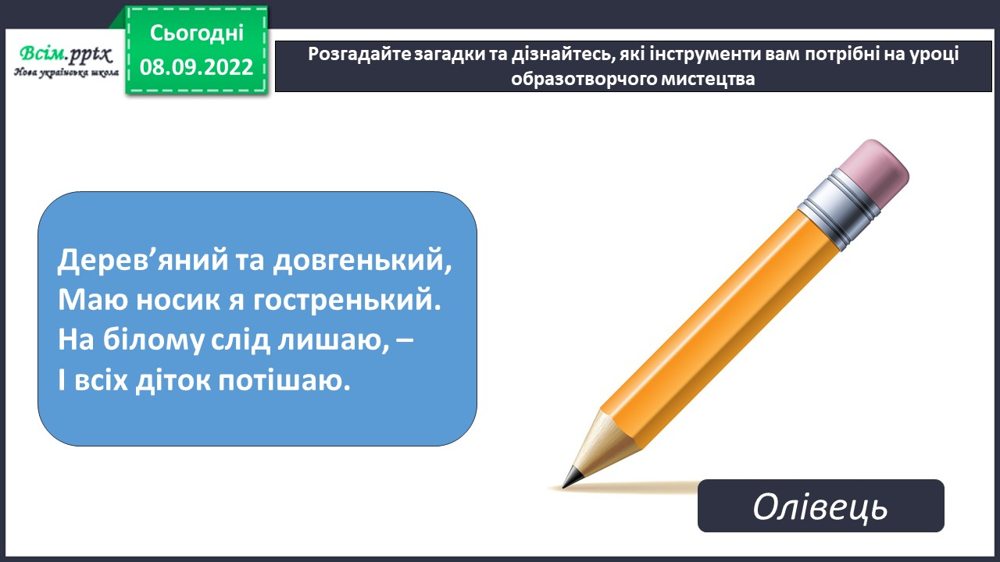 Сьогодні
08.09.2022
Всім.pptx
Нова українська школа
Розгадайте загадки та дізнайтесь, які інструменти вам потрібні на уроці
образотворчого мистецтва
Дерев’яний та довгенький,
Маю носик я гостренький.
На білому слід лишаю, –
І всіх діток потішаю.
Олівець